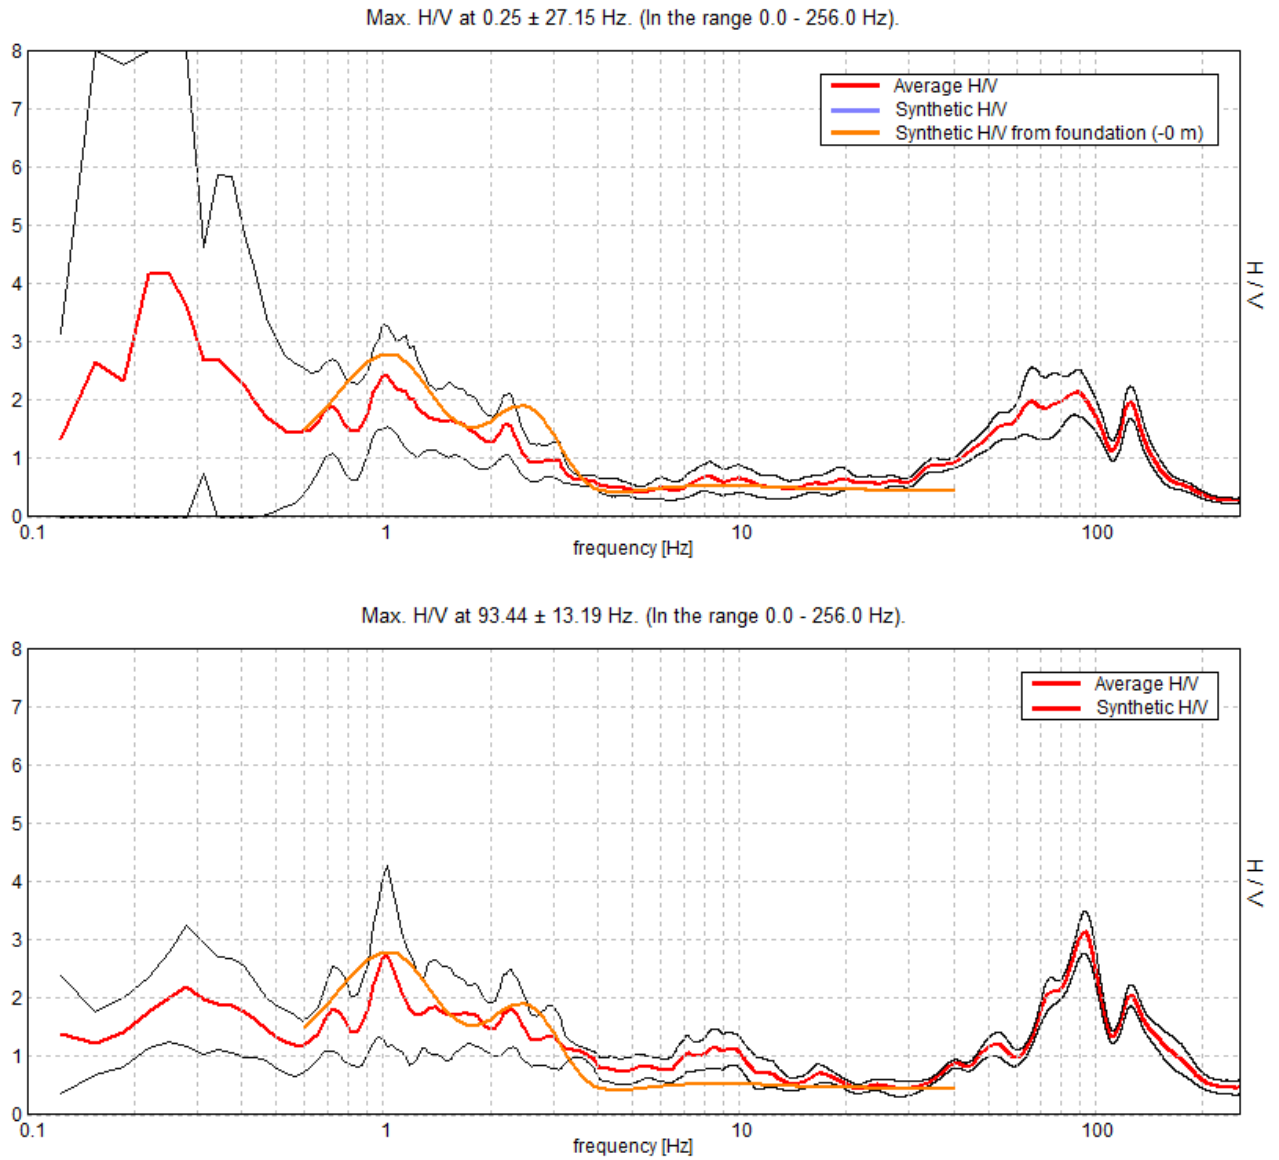 Max. H/V at 0.25 ± 27.15 Hz. (In the range 0.0 - 256.0 Hz).
8
7
6
5
4
3
2
1
0
Average H/V
Synthetic H/V
Synthetic H/V from foundation (-0 m)
H / V
0.1 1 10 100
frequency [Hz]
Max. H/V at 93.44 ± 13.19 Hz. (In the range 0.0 - 256.0 Hz).
8
7
6
5
4
3
2
1
0
Average H/V
Synthetic H/V
H / V
0.1 1 10 100
frequency [Hz]